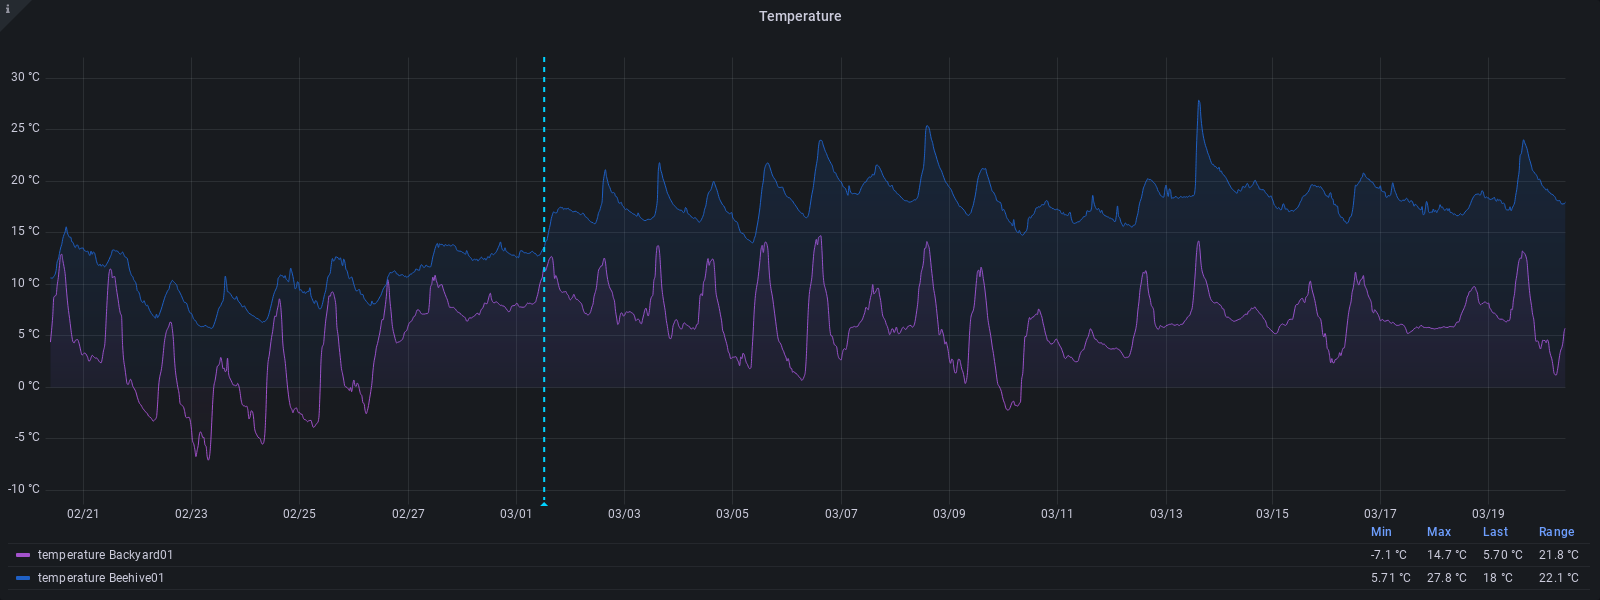 i
Temperature
30 °C
25 °C
20 °C
15 °C
10 °C
5 °C
0 °C
-5 °C
-10 °C
02/21 02/23 02/25 02/27 03/01 03/03 03/05 03/07 03/09 03/11 03/13 03/15 03/17 03/19
Min Max Last Range
temperature Backyard01 -7.1 °C 14.7 °C 5.70 °C 21.8 °C
temperature Beehive01 5.71 °C 27.8 °C 18 °C 22.1 °C